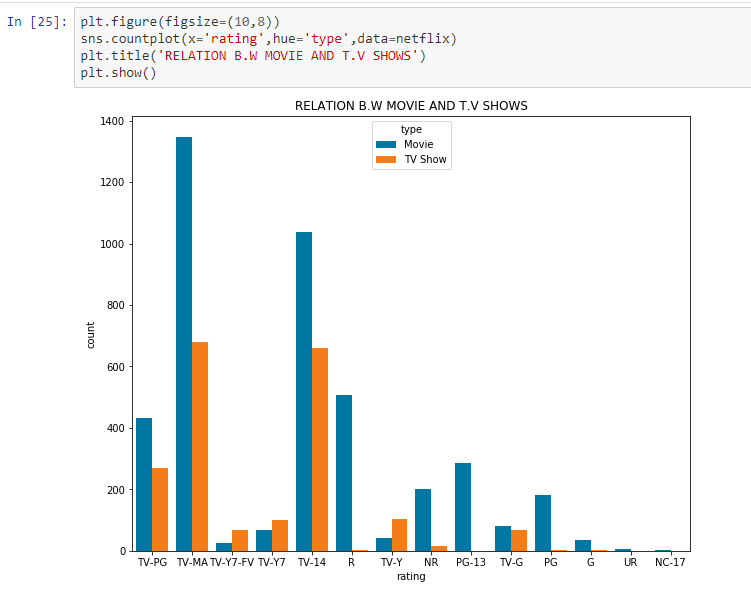 In [25]:
plt.figure(figsize=(10,8))
sns.countplot(x='rating',hue='type',data=netflix)
plt.title('RELATION B.W MOVIE AND T.V SHOWS')
plt.show()
RELATION B.W MOVIE AND T.V SHOWS
type
Movie
TV Show
1400
1200
1000
800
600
400
200
0
count
TV-PG TV-MA TV-Y7-FV TV-Y7 TV-14 R TV-Y NR PG-13 TV-G PG G UR NC-17
rating